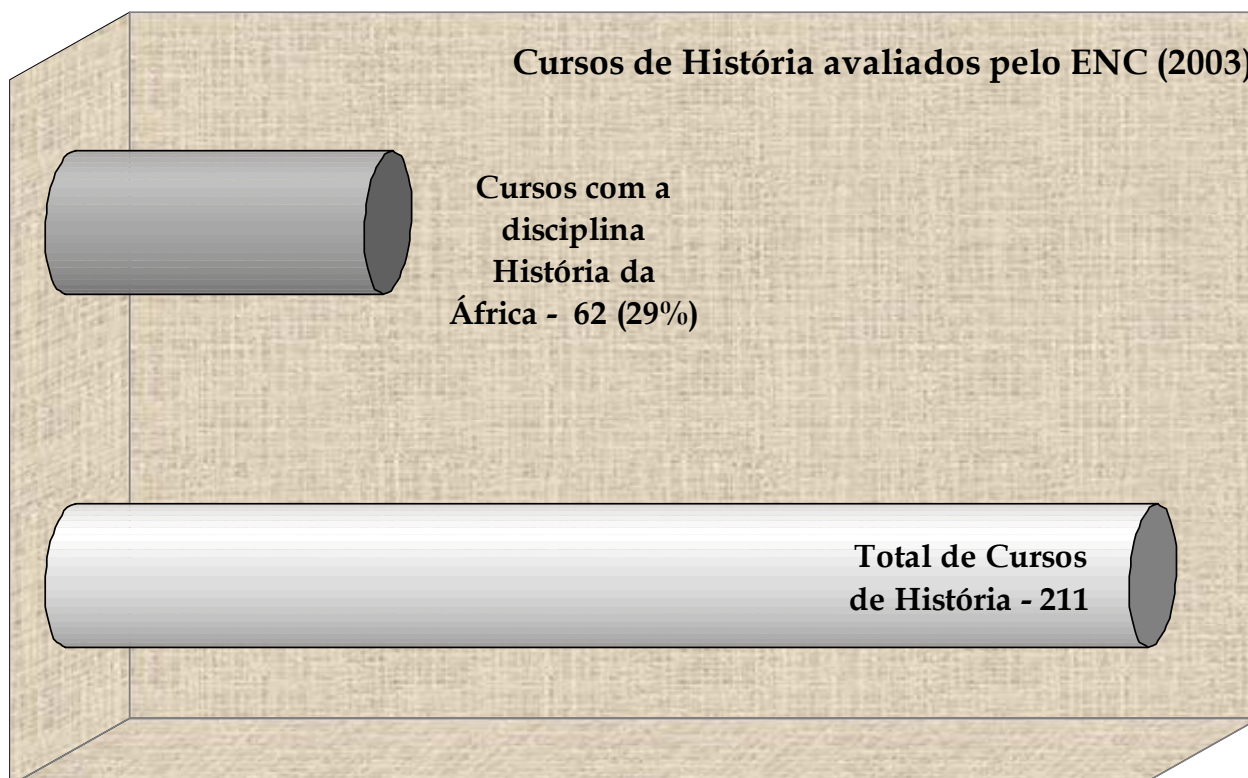 Cursos de História avaliados pelo ENC (2003)
Cursos com a
disciplina
História da
África - 62 (29%)
Total de Cursos
de História - 211